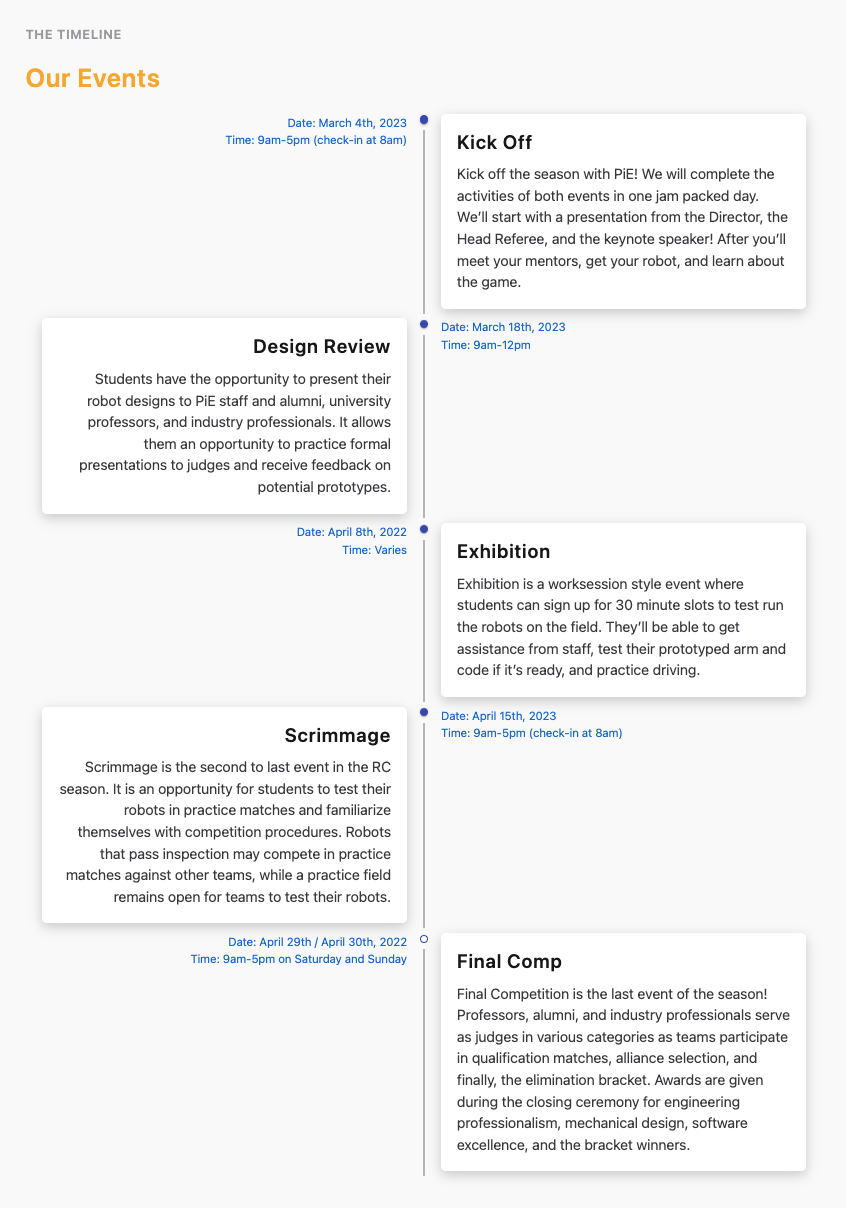 THE TIMELINE
Our Events
Date: March 4th, 2023
Time: 9am-5pm (check-in at 8am)
Kick Off
Kick off the season with PiE! We will complete the
activities of both events in one jam packed day.
We’ll start with a presentation from the Director, the
Head Referee, and the keynote speaker! After you’ll
meet your mentors, get your robot, and learn about
the game.
Date: March 18th, 2023
Time: 9am-12pm
Design Review
Students have the opportunity to present their
robot designs to PiE staff and alumni, university
professors, and industry professionals. It allows
them an opportunity to practice formal
presentations to judges and receive feedback on
potential prototypes.
Date: April 8th, 2022
Time: Varies
Exhibition
Exhibition is a worksession style event where
students can sign up for 30 minute slots to test run
the robots on the field. They’ll be able to get
assistance from staff, test their prototyped arm and
code if it’s ready, and practice driving.
Date: April 15th, 2023
Time: 9am-5pm (check-in at 8am)
Scrimmage
Scrimmage is the second to last event in the RC
season. It is an opportunity for students to test their
robots in practice matches and familiarize
themselves with competition procedures. Robots
that pass inspection may compete in practice
matches against other teams, while a practice field
remains open for teams to test their robots.
Date: April 29th / April 30th, 2022
Time: 9am-5pm on Saturday and Sunday
Final Comp
Final Competition is the last event of the season!
Professors, alumni, and industry professionals serve
as judges in various categories as teams participate
in qualification matches, alliance selection, and
finally, the elimination bracket. Awards are given
during the closing ceremony for engineering
professionalism, mechanical design, software
excellence, and the bracket winners.